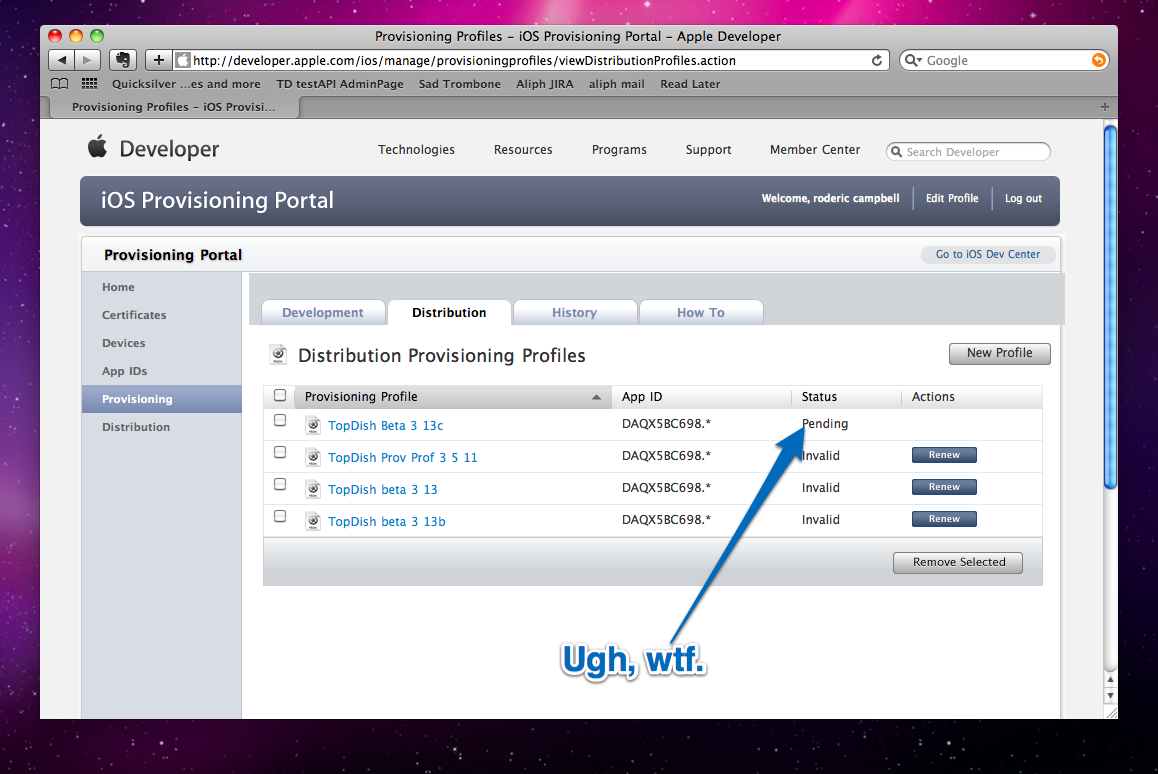 Provisioning Profiles – iOS Provisioning Portal – Apple Developer
http://developer.apple.com/ios/manage/provisioningprofiles/viewDistributionProfiles.action
Google
Quicksilver ...es and more TD testAPI AdminPage Sad Trombone Aliph JIRA aliph mail Read Later
Provisioning Profiles – iOS Provisi...
Developer Technologies Resources Programs Support Member Center Search Developer
iOS Provisioning Portal Welcome, roderic campbell Edit Profile Log out
Provisioning Portal Go to iOS Dev Center
Home
Certificates
Devices
App IDs
Provisioning
Distribution
Development Distribution History How To
Distribution Provisioning Profiles New Profile
Provisioning Profile App ID Status Actions
TopDish Beta 3 13c DAQX5BC698.* Pending
TopDish Prov Prof 3 5 11 DAQX5BC698.* Invalid Renew
TopDish beta 3 13 DAQX5BC698.* Invalid Renew
TopDish beta 3 13b DAQX5BC698.* Invalid Renew
Remove Selected
Ugh, wtf.